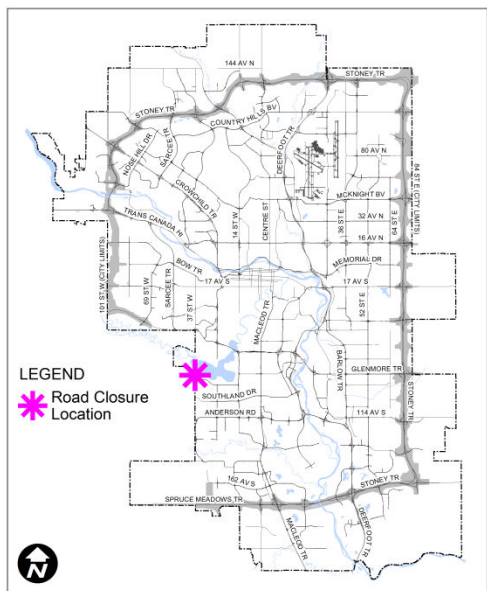 144 AV N
STONEY TR
STONEY TR
COUNTRY HILLS BV
NOSE HILL DR
SARCEE TR
DEERFOOT TR
80 AV N
CROWCHILD TR
14 ST W
CENTRE ST
MCKNIGHT BV
36 ST E
32 AV N
64 ST E
84 ST E (CITY LIMITS)
16 AV N
TRANS CANADA HI
101 ST W (CITY LIMITS)
BOW TR
MEMORIAL DR
17 AV S
17 AV S
69 ST W
SARCEE TR
37 ST W
MACLEOD TR
52 ST E
BARLOW TR
GLENMORE TR
STONEY TR
LEGEND
Road Closure
Location
SOUTHLAND DR
ANDERSON RD
114 AV S
162 AV S
STONEY TR
SPRUCE MEADOWS TR
MACLEOD TR
DEERFOOT TR
N